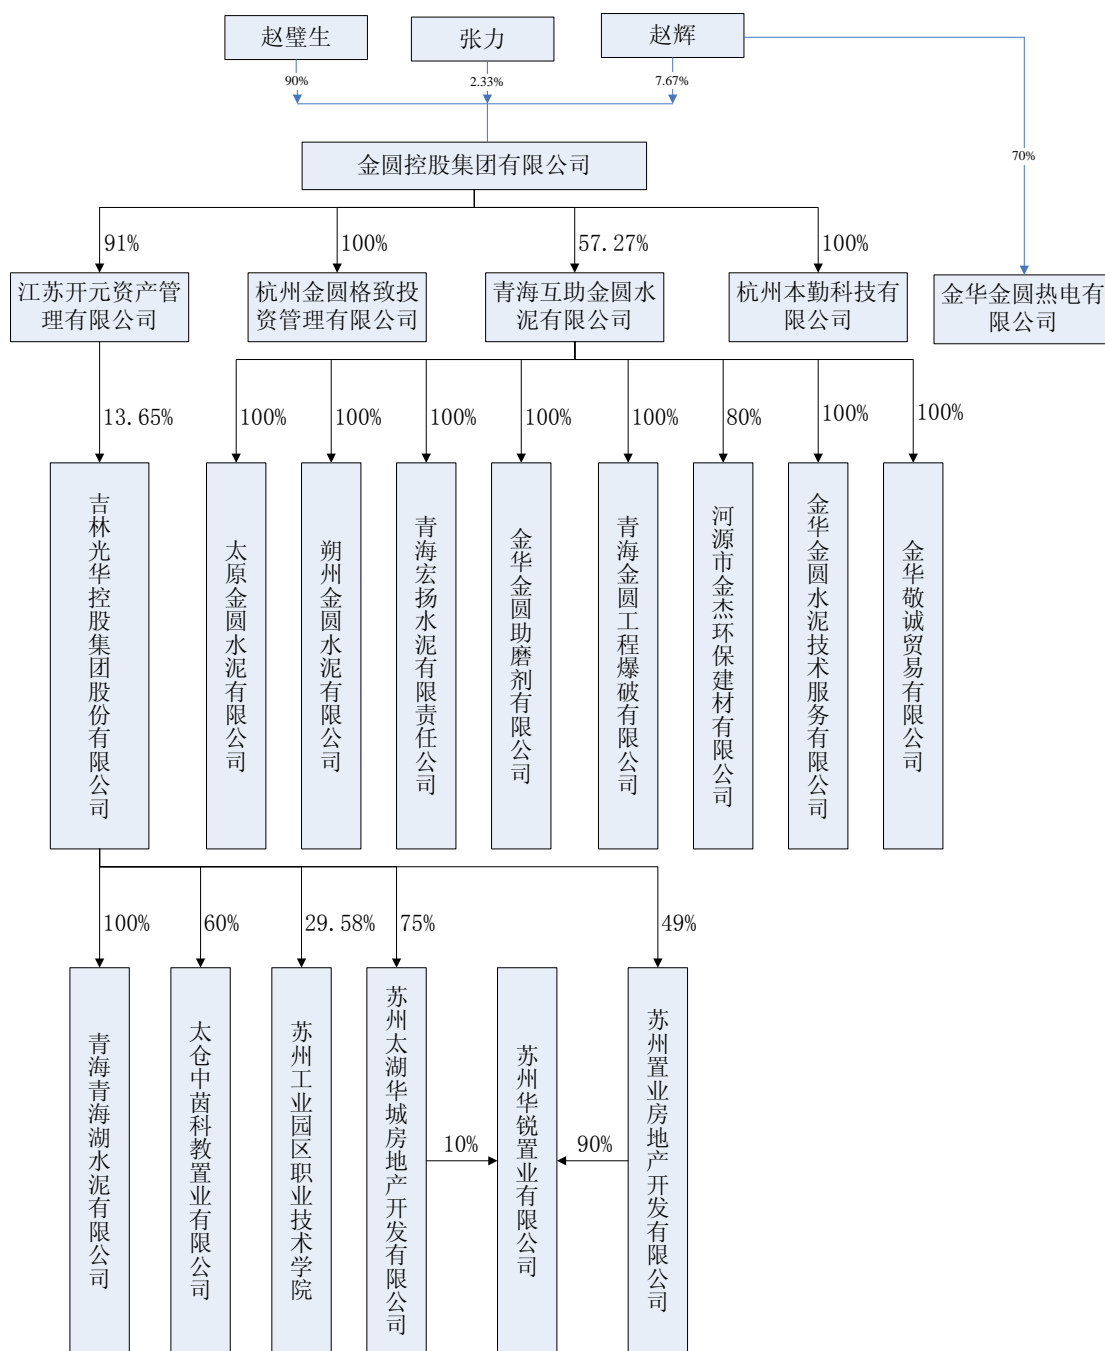 赵璧生
张力
赵辉
90%
2.33%
7.67%
金圆控股集团有限公司
70%
91%
100%
57.27%
100%
江苏开元资产管
理有限公司
杭州金圆格致投
资管理有限公司
青海互助金圆水
泥有限公司
杭州本勤科技有
限公司
金华金圆热电有
限公司
13.65%
100%
100%
100%
100%
100%
80%
100%
100%
吉林光华控股集团股份有限公司
太原金圆水泥有限公司
朔州金圆水泥有限公司
青海宏扬水泥有限责任公司
金华金圆助磨剂有限公司
青海金圆工程爆破有限公司
河源市金杰环保建材有限公司
金华金圆水泥技术服务有限公司
金华敬诚贸易有限公司
100%
60%
29.58%
75%
49%
青海青海湖水泥有限公司
太仓中茵科教置业有限公司
苏州工业园区职业技术学院
苏州太湖华城房地产开发有限公司
10%
苏州华锐置业有限公司
90%
苏州置业房地产开发有限公司